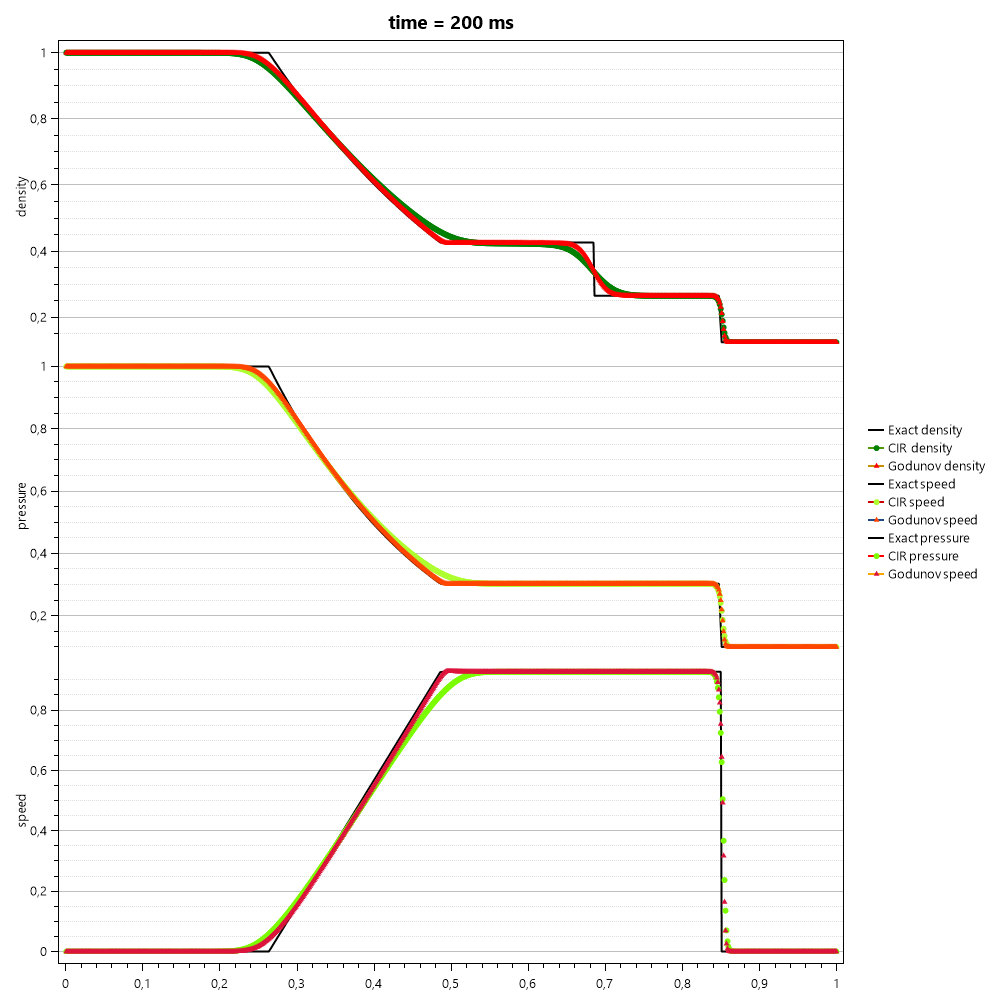 time = 200 ms
1
0,8
0,6
0,4
0,2
density
1
0,8
0,6
0,4
0,2
pressure
0,8
0,6
0,4
0,2
0
speed
0 0,1 0,2 0,3 0,4 0,5 0,6 0,7 0,8 0,9 1
Exact density
CIR density
Godunov density
Exact speed
CIR speed
Godunov speed
Exact pressure
CIR pressure
Godunov speed